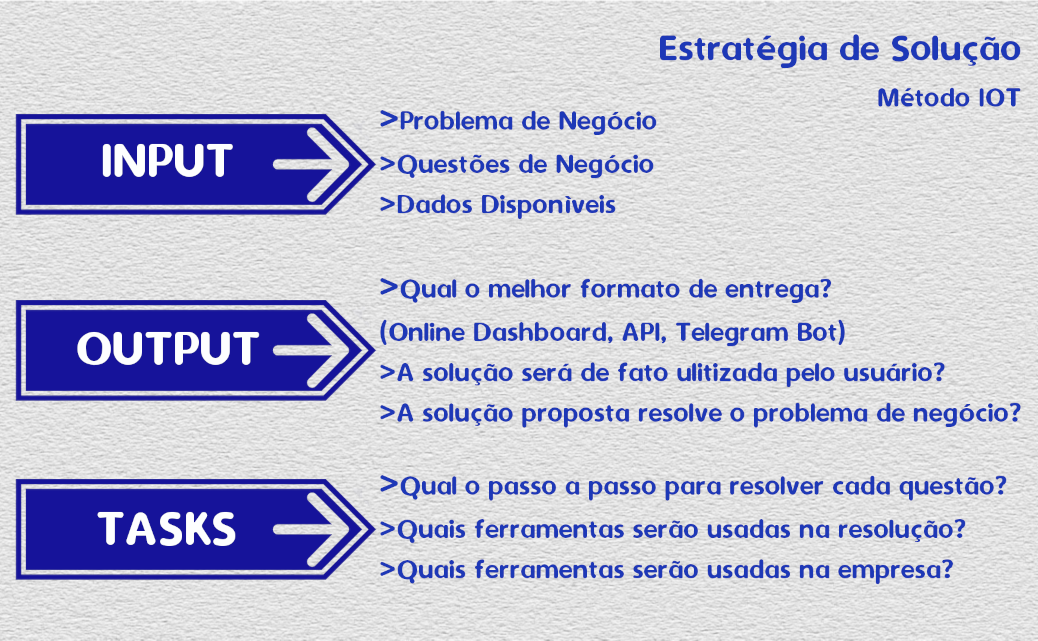 Estratégia de Solução
Método IOT
INPUT
>Problema de Negócio
>Questões de Negócio
>Dados Disponìveis
OUTPUT
>Qual o melhor formato de entrega?
(Online Dashboard, API, Telegram Bot)
>A solução será de fato ulitizada pelo usuário?
>A solução proposta resolve o problema de negócio?
TASKS
>Qual o passo a passo para resolver cada questão?
>Quais ferramentas serão usadas na resolução?
>Quais ferramentas serão usadas na empresa?